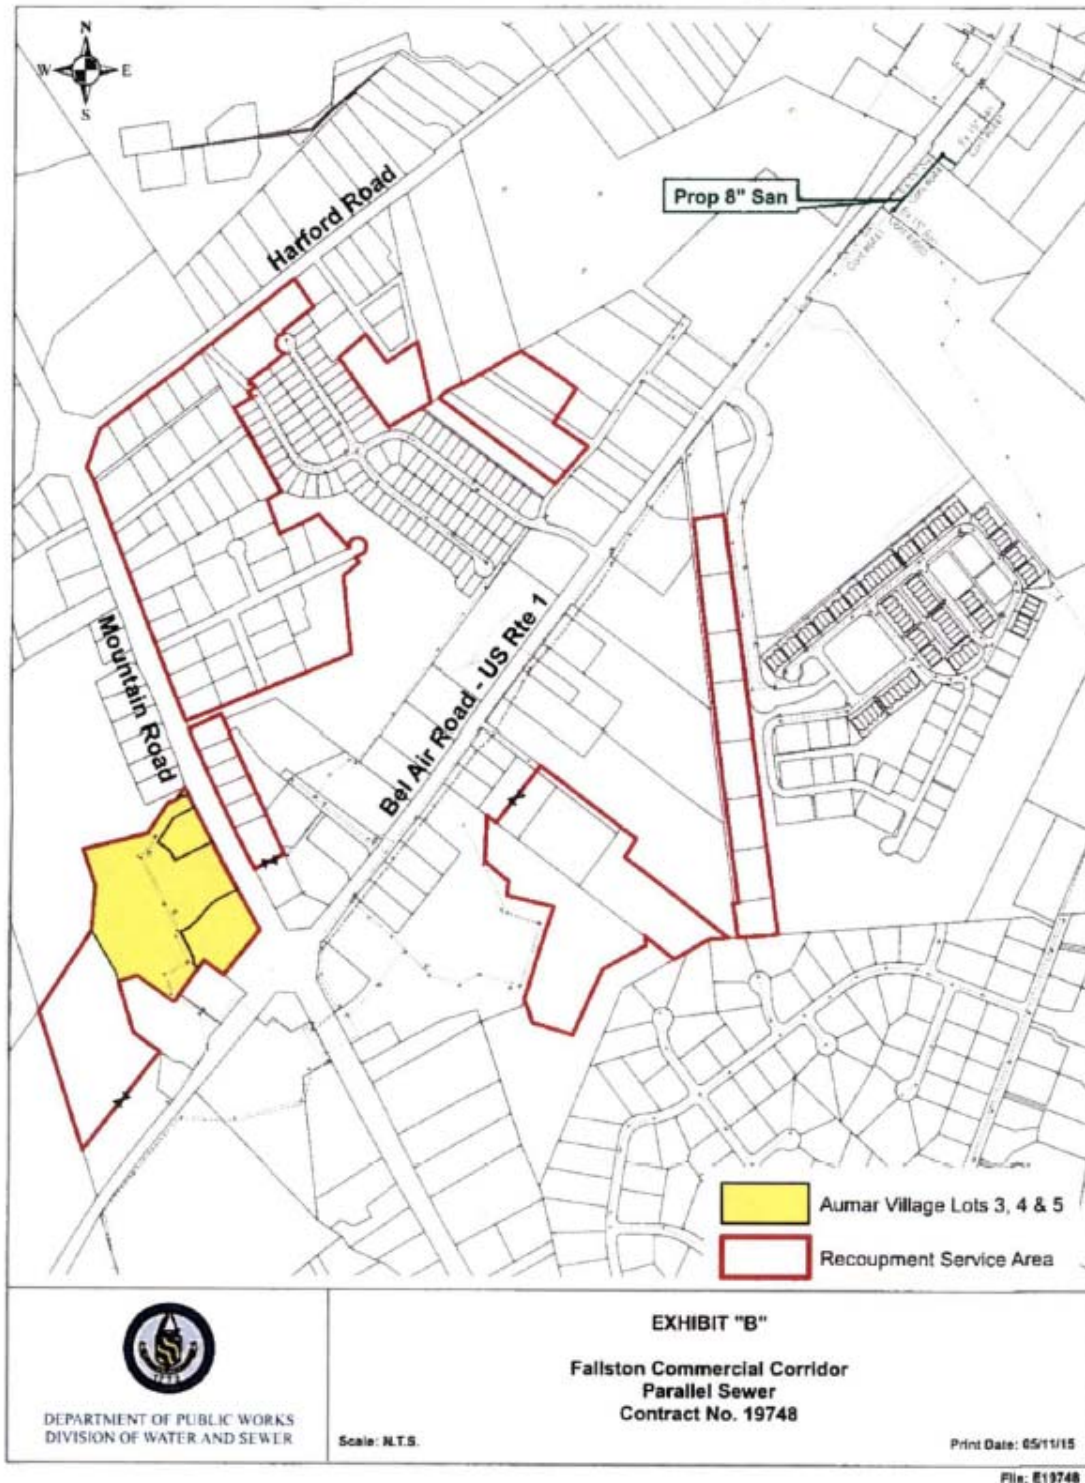 N
W E
S
Harford Road
Prop 8" San
Mountain Road
Bel Air Road - US Rte 1
Aumar Village Lots 3, 4 & 5
Recoupment Service Area
1773
DEPARTMENT OF PUBLIC WORKS
DIVISION OF WATER AND SEWER
EXHIBIT "B"
Fallston Commercial Corridor
Parallel Sewer
Contract No. 19748
Scale: N.T.S.
Print Date: 05/11/15
File: E19748